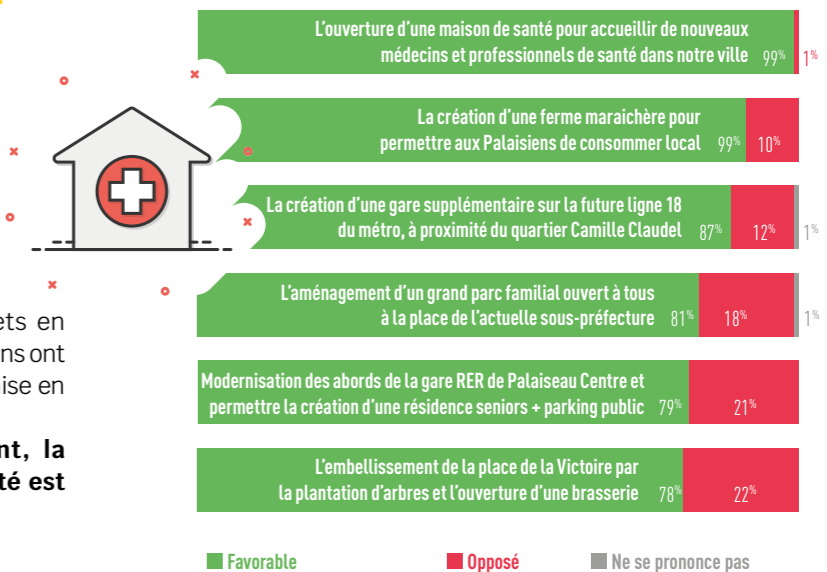 L'ouverture d'une maison de santé pour accueillir de nouveaux
médecins et professionnels de santé dans notre ville 99% 1%
La création d'une ferme maraichère pour
permettre aux Palaisiens de consommer local 99% 10%
La création d'une gare supplémentaire sur la future ligne 18
du métro, à proximité du quartier Camille Claudel 87% 12% 1%
L'aménagement d'un grand parc familial ouvert à tous
à la place de l'actuelle sous-préfecture 81% 18% 1%
Modernisation des abords de la gare RER de Palaiseau Centre et
permettre la création d'une résidence seniors + parking public 79% 21%
L'embellissement de la place de la Victoire par
la plantation d'arbres et l'ouverture d'une brasserie 78% 22%
Favorable Opposé Ne se prononce pas
ets en
ns ont
ise en
nt, la
té est